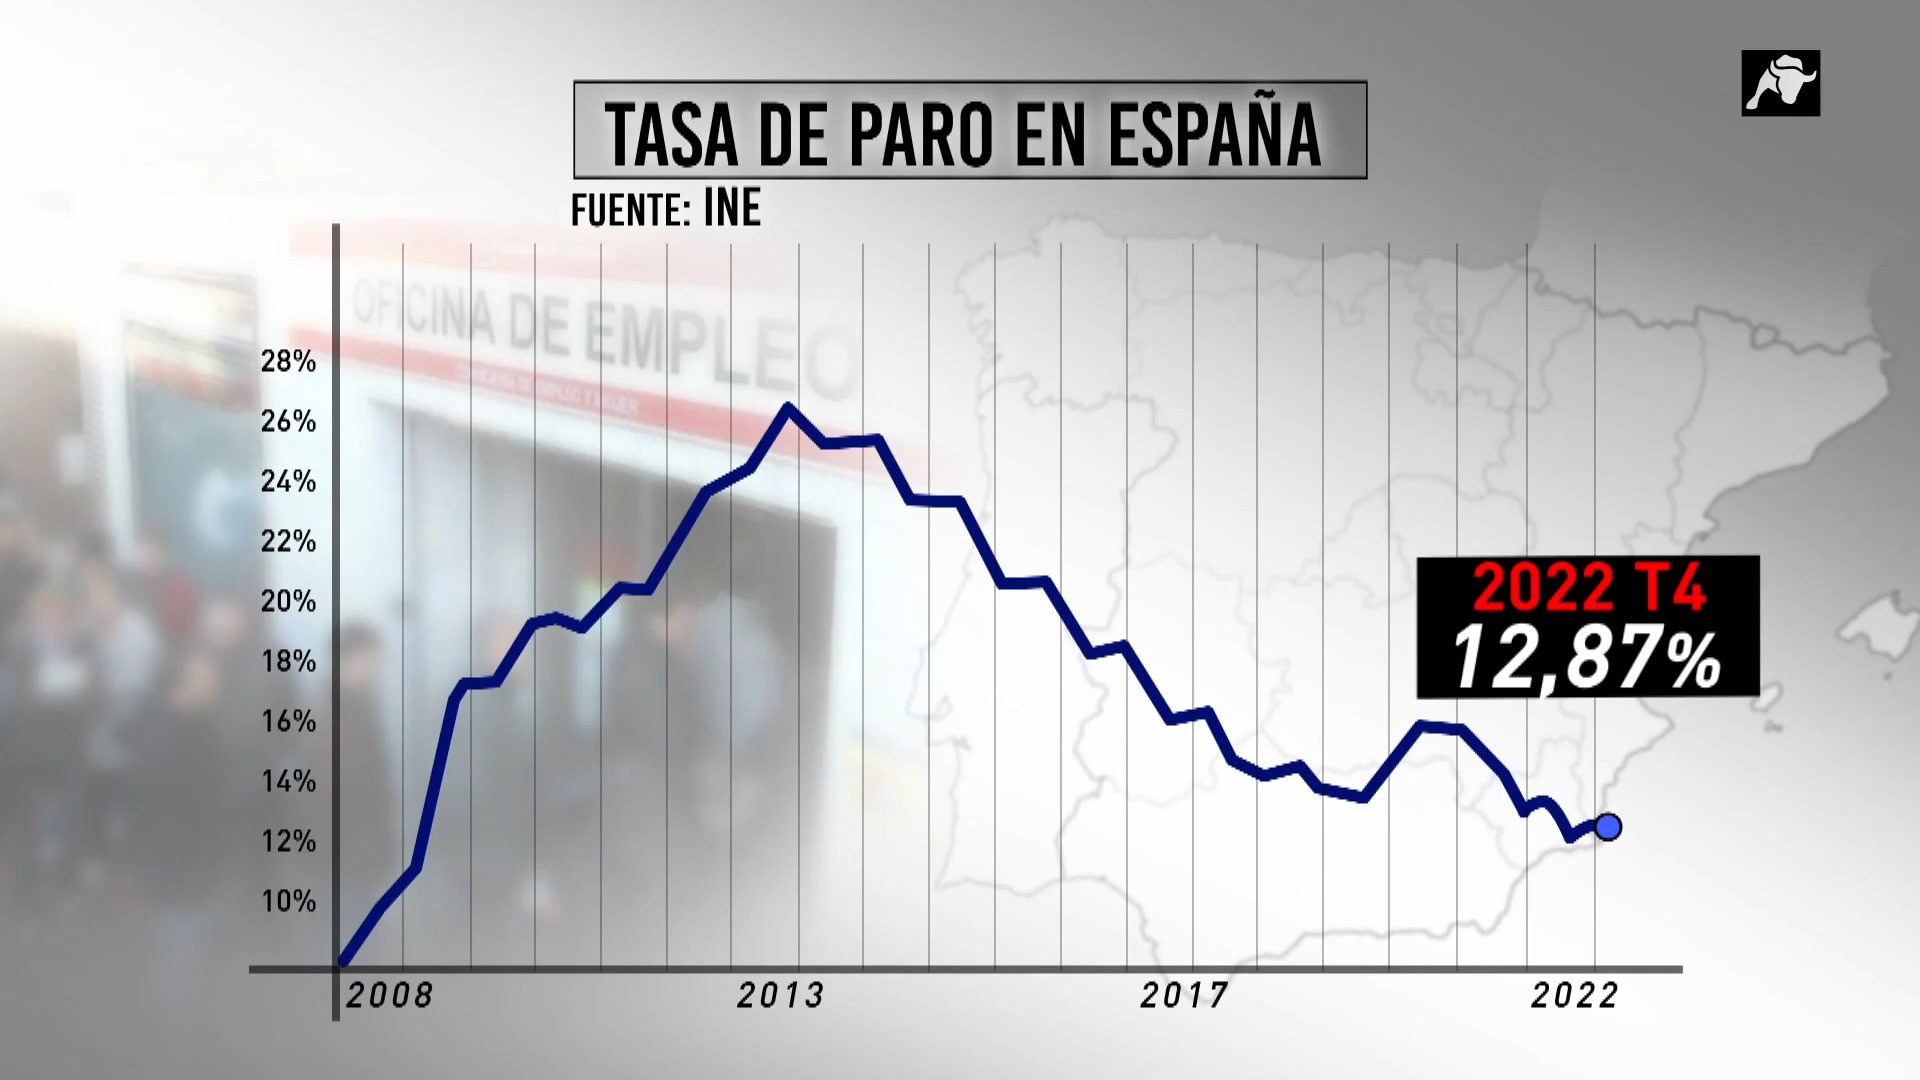 TASA DE PARO EN ESPAÑA
FUENTE: INE
OFICINA DE EMPLEO
28%
26%
24%
22%
20%
18%
16%
14%
12%
10%
2022 T4
12,87%
2008 2013 2017 2022